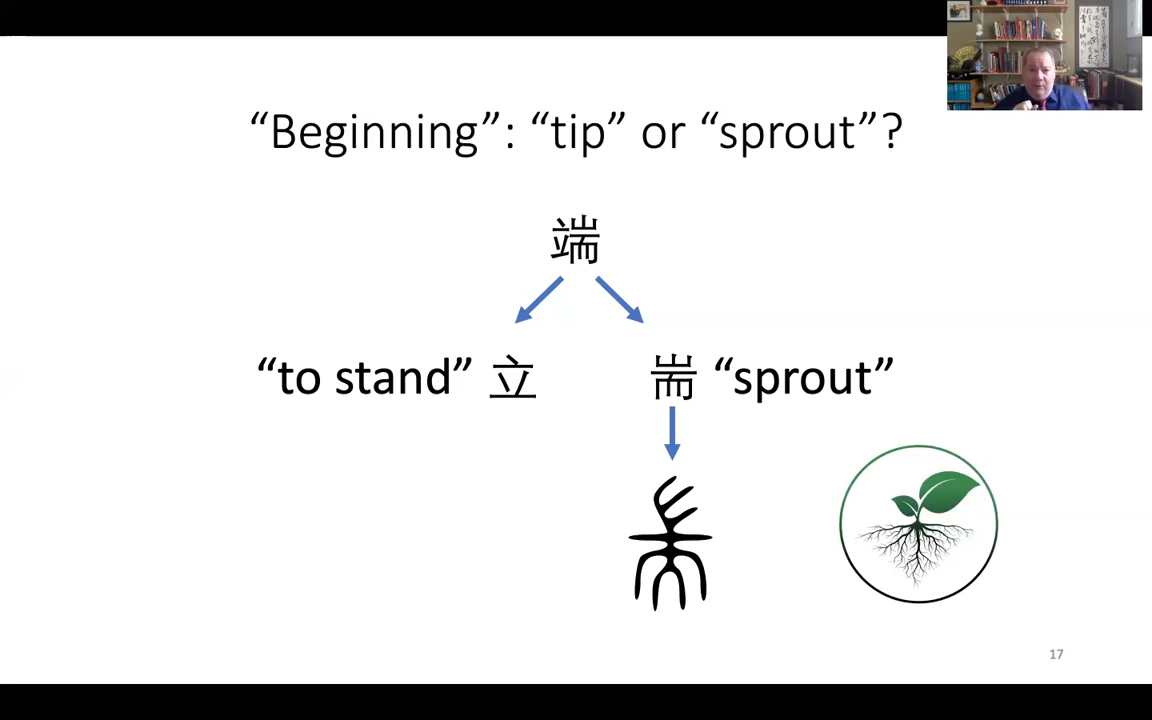 “Beginning”: “tip” or “sprout”?
端
“to stand” 立 耑 “sprout”
17